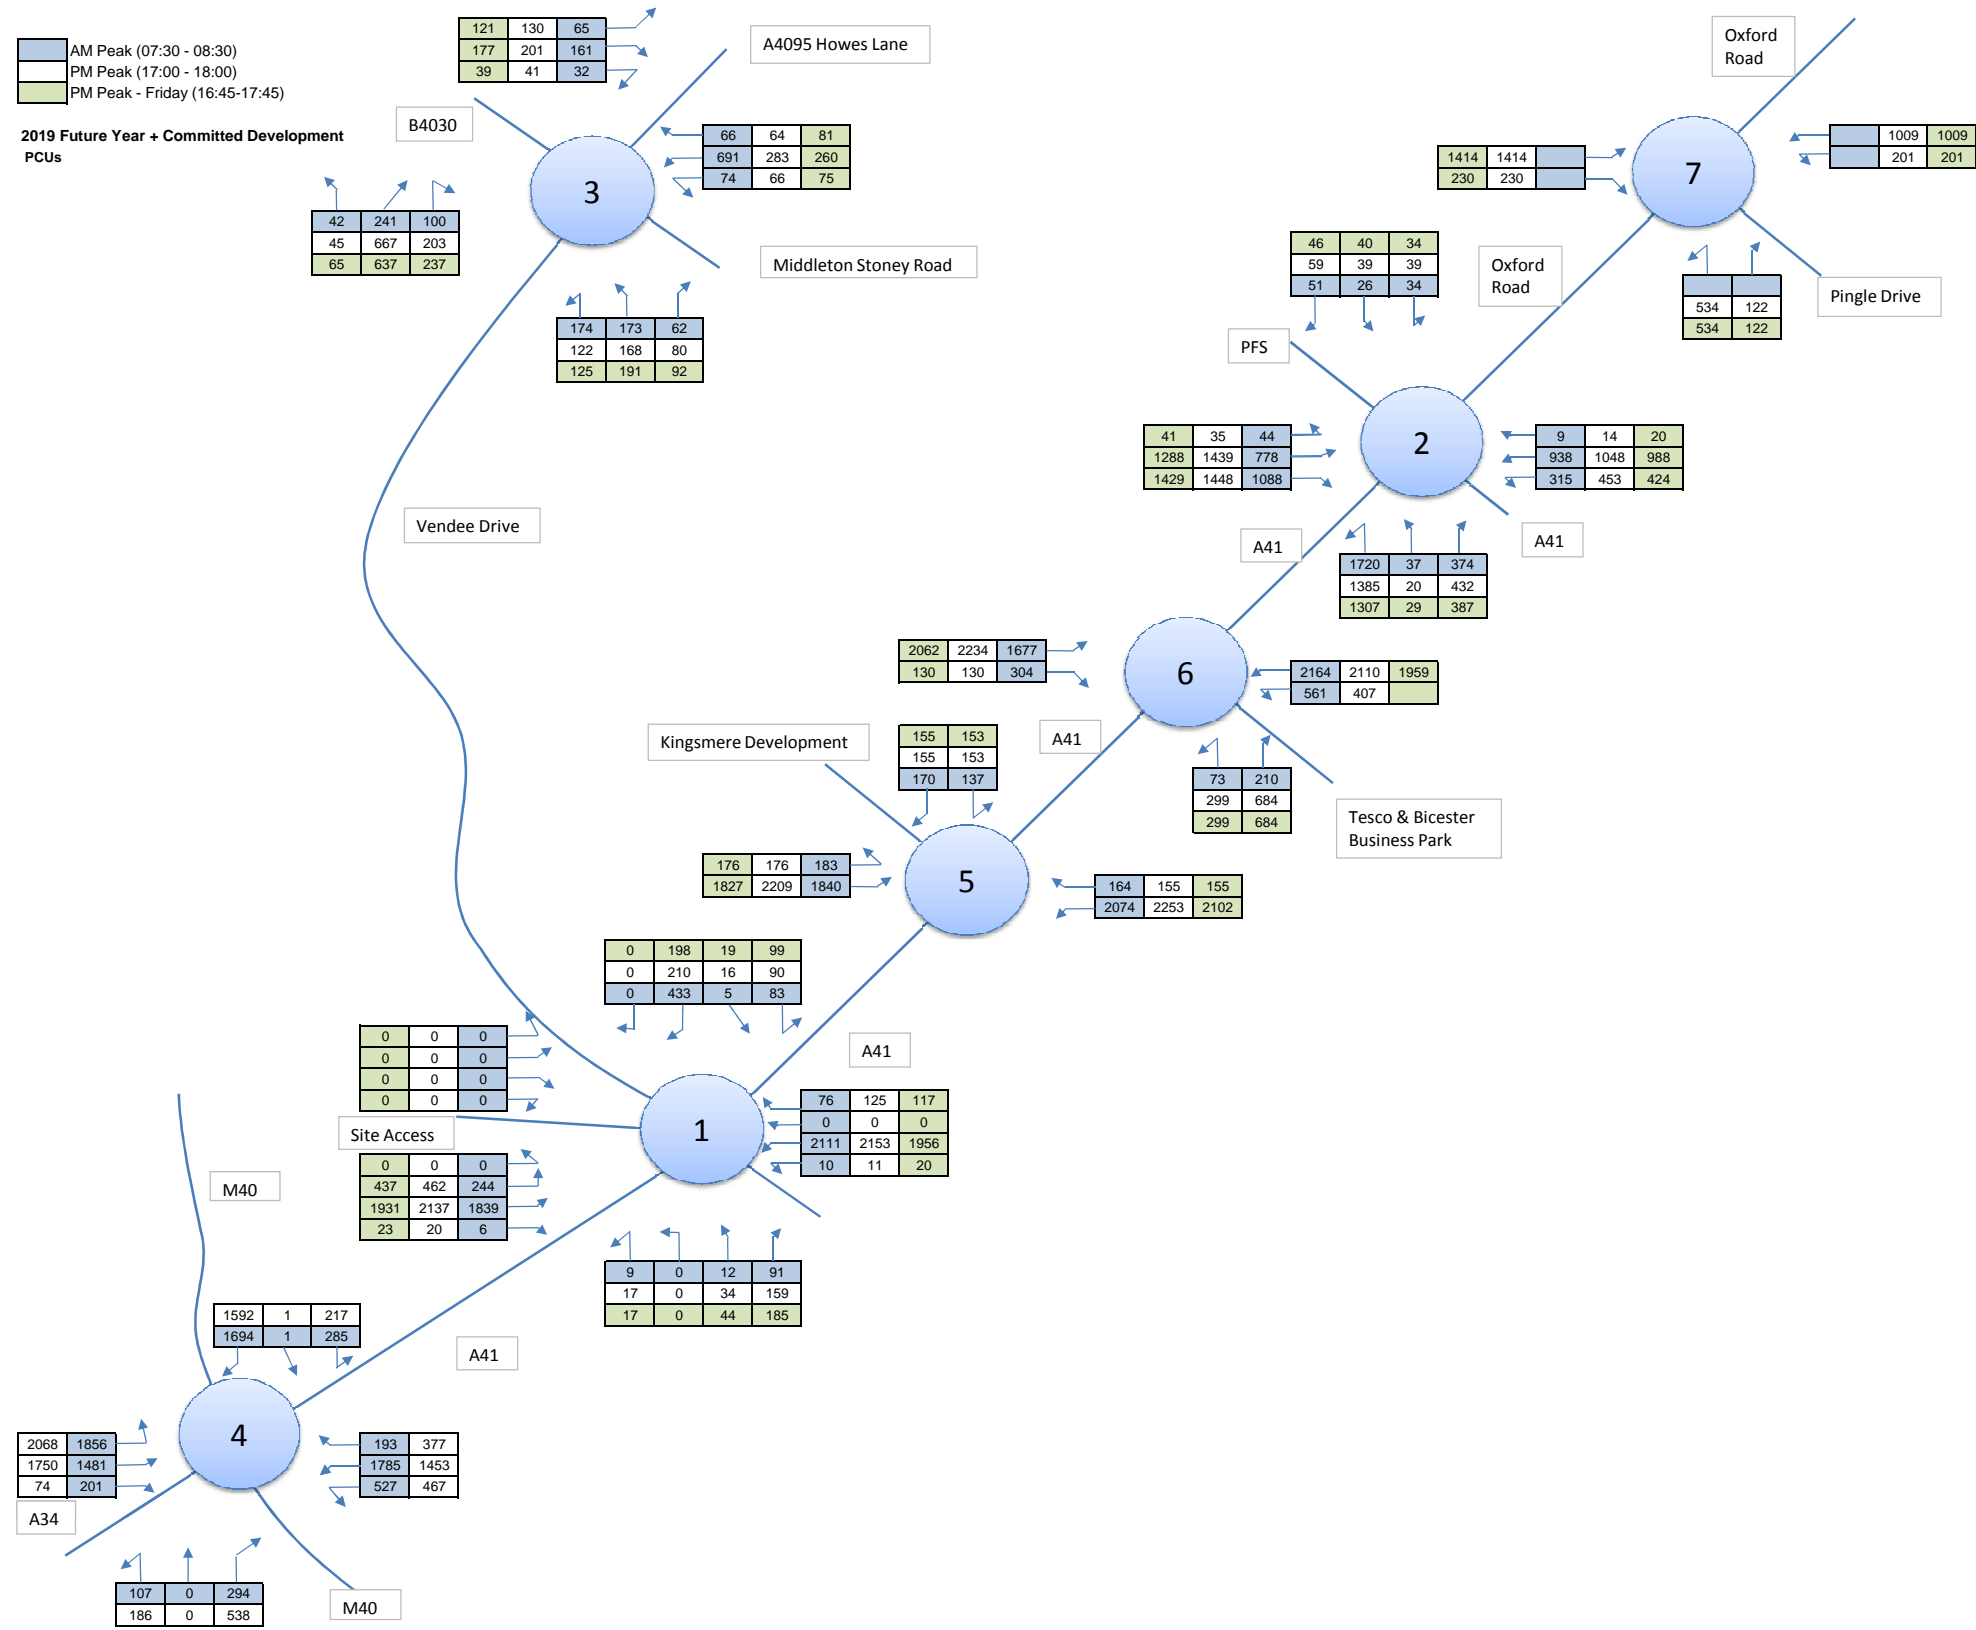 121 130 65
177 201 161
39 41 32
AM Peak (07:30 - 08:30)
PM Peak (17:00 - 18:00)
PM Peak - Friday (16:45-17:45)
2019 Future Year + Committed Development
PCUs
A4095 Howes Lane
B4030
3
66 64 81
691 283 260
74 66 75
42 241 100
45 667 203
65 637 237
Middleton Stoney Road
174 173 62
122 168 80
125 191 92
Oxford
Road
7
1009 1009
201 201
1414 1414
230 230
534 122
534 122
Pingle Drive
Oxford
Road
46 40 34
59 39 39
51 26 34
PFS
2
41 35 44
1288 1439 778
1429 1448 1088
9 14 20
938 1048 988
315 453 424
A41
A41
1720 37 374
1385 20 432
1307 29 387
Vendee Drive
2062 2234 1677
130 130 304
6
2164 2110 1959
561 407
73 210
299 684
299 684
Tesco & Bicester
Business Park
A41
Kingsmere Development
155 153
155 153
170 137
176 176 183
1827 2209 1840
5
164 155 155
2074 2253 2102
0 198 19 99
0 210 16 90
0 433 5 83
A41
0 0 0
0 0 0
0 0 0
0 0 0
Site Access
1
76 125 117
0 0 0
2111 2153 1956
10 11 20
0 0 0
437 462 244
1931 2137 1839
23 20 6
9 0 12 91
17 0 34 159
17 0 44 185
M40
1592 1 217
1694 1 285
A41
4
2068 1856
1750 1481
74 201
193 377
1785 1453
527 467
A34
107 0 294
186 0 538
M40